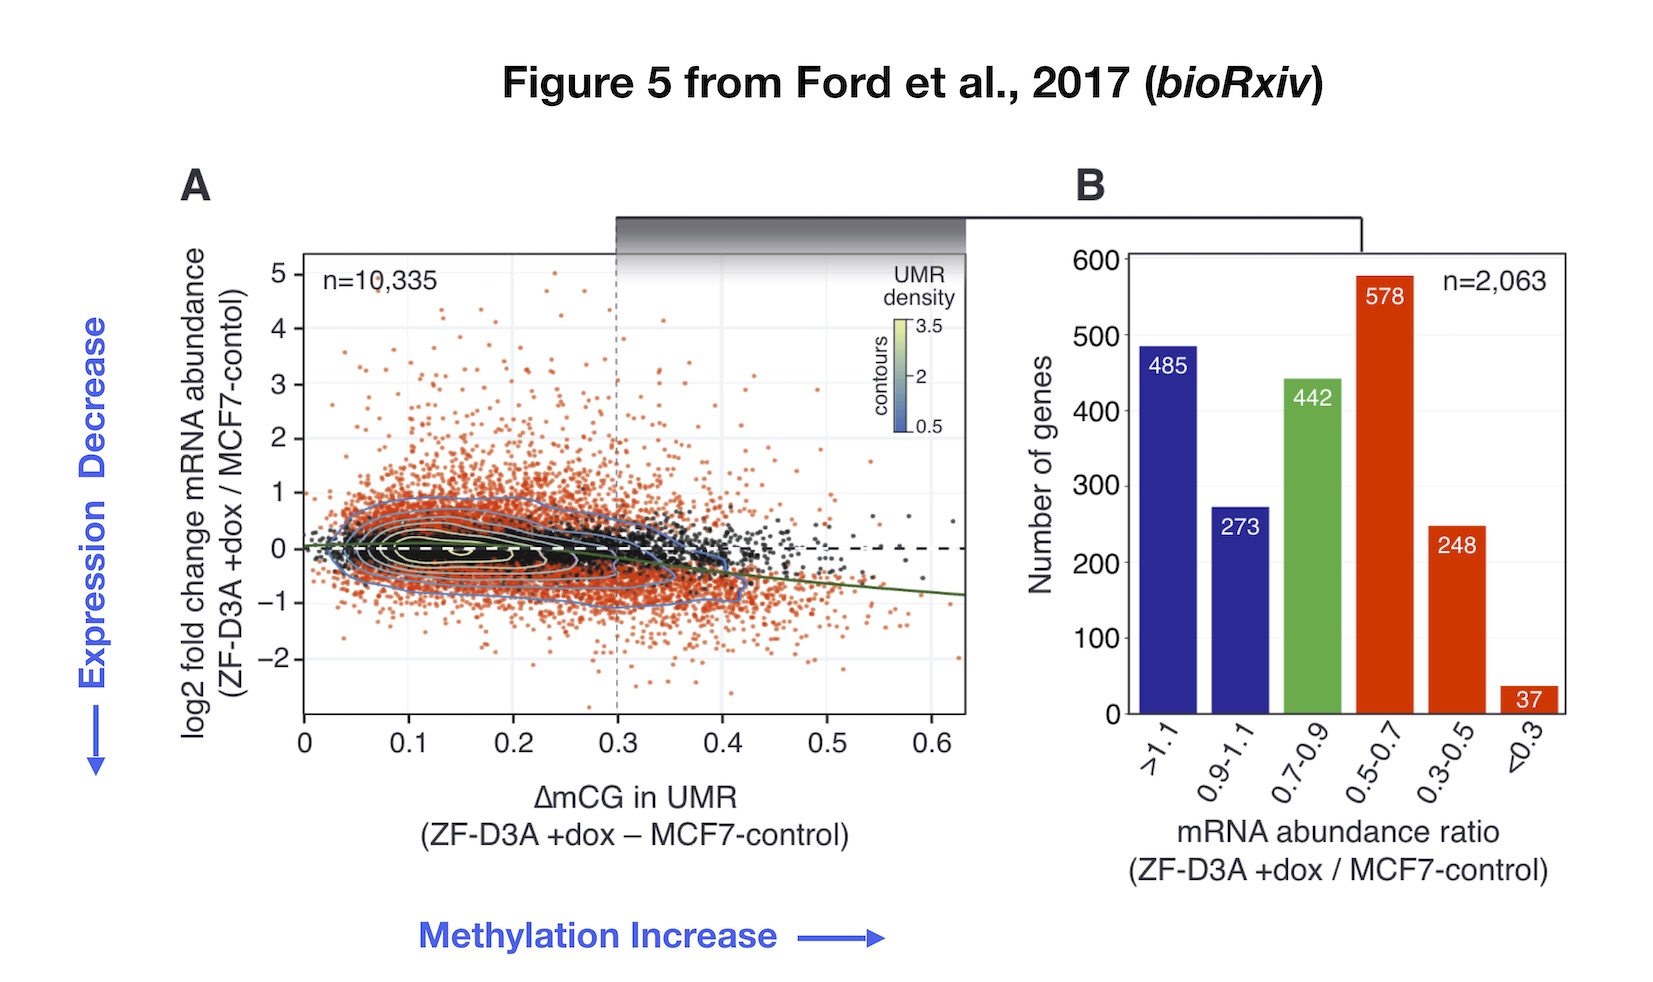 Figure 5 from Ford et al., 2017 (bioRxiv)
A
Expression Decrease
log2 fold change mRNA abundance
(ZF-D3A +dox / MCF7-contol)
n=10,335
5
4
3
2
1
0
−1
−2
0 0.1 0.2 0.3 0.4 0.5 0.6
UMR
density
contours
3.5
2
0.5
ΔmCG in UMR
(ZF-D3A +dox – MCF7-control)
Methylation Increase
B
Number of genes
n=2,063
600
500
400
300
200
100
0
485
273
442
578
248
37
>1.1
0.9-1.1
0.7-0.9
0.5-0.7
0.3-0.5
<0.3
mRNA abundance ratio
(ZF-D3A +dox / MCF7-control)